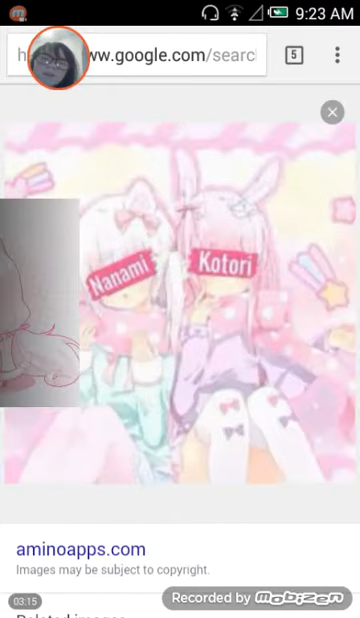 9:23 AM
ww.google.com/searc
5
Nanami
Kotori
aminoapps.com
Images may be subject to copyright.
03:15
Recorded by mobizen